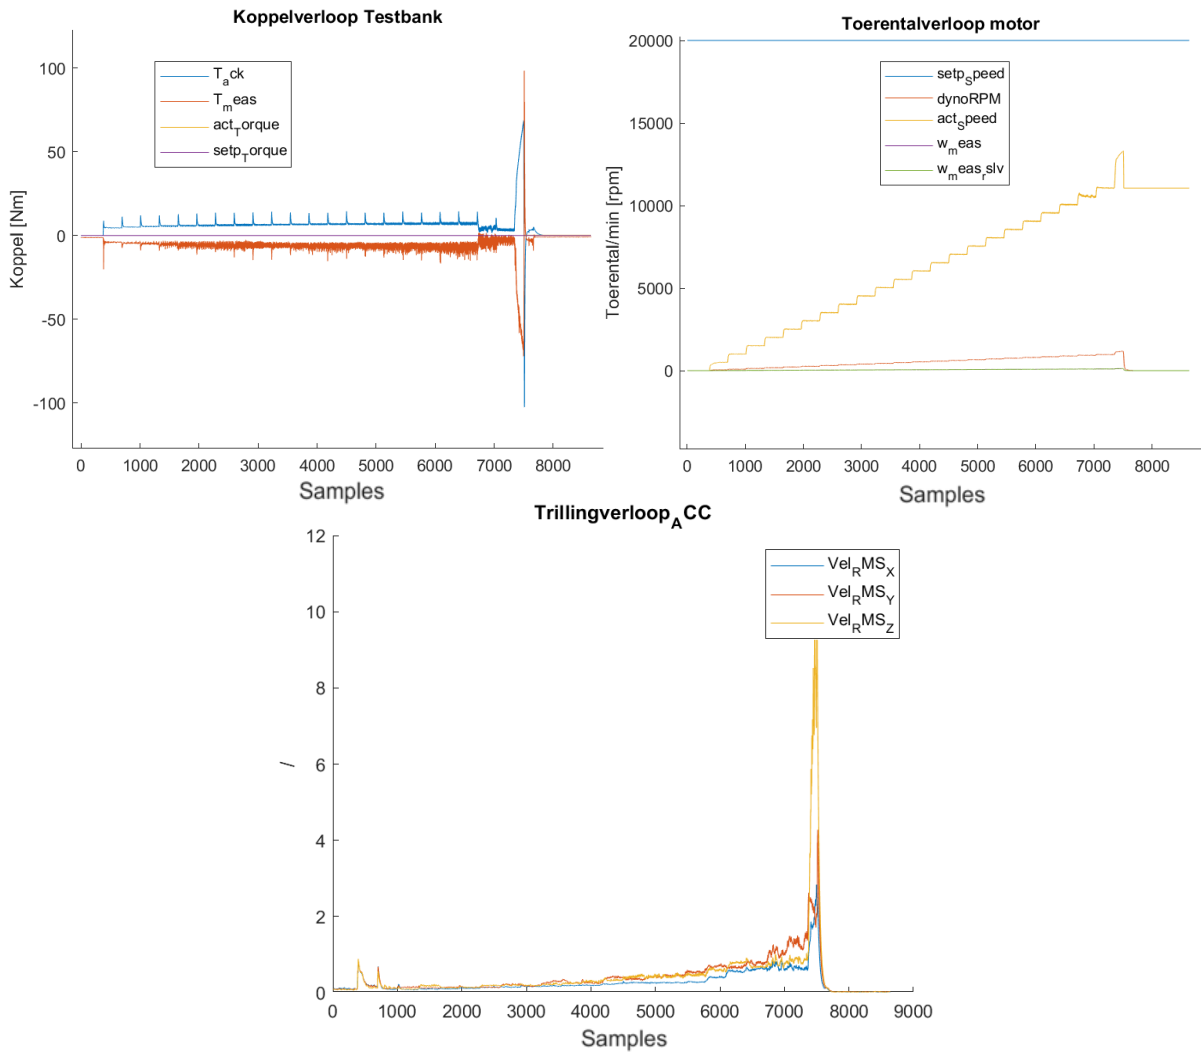 Koppelverloop Testbank
T_ack
T_meas
act_Torque
setp_Torque
100
50
0
-50
-100
Koppel [Nm]
0 1000 2000 3000 4000 5000 6000 7000 8000
Samples
Toerentalverloop motor
setp_Speed
dynoRPM
act_Speed
w_meas
w_meas_rslv
20000
15000
10000
5000
0
Toerental/min [rpm]
0 1000 2000 3000 4000 5000 6000 7000 8000
Samples
Trillingverloop_ACC
Vel_RMS_X
Vel_RMS_Y
Vel_RMS_Z
12
10
8
6
4
2
0
/
0 1000 2000 3000 4000 5000 6000 7000 8000 9000
Samples